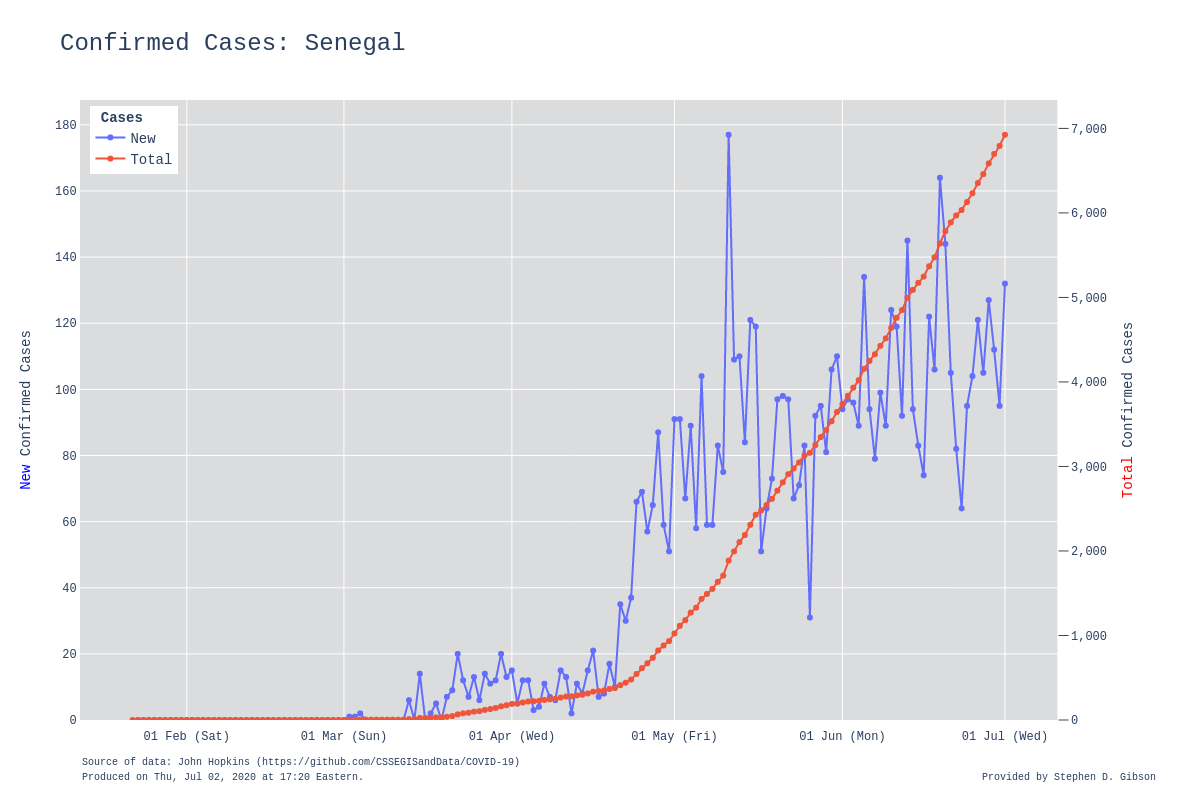 Confirmed Cases: Senegal
Cases
New
Total
180
160
140
120
100
80
60
40
20
0
7,000
6,000
5,000
4,000
3,000
2,000
1,000
0
New Confirmed Cases
Total Confirmed Cases
01 Feb (Sat)
01 Mar (Sun)
01 Apr (Wed)
01 May (Fri)
01 Jun (Mon)
01 Jul (Wed)
Source of data: John Hopkins (https://github.com/CSSEGISandData/COVID-19)
Produced on Thu, Jul 02, 2020 at 17:20 Eastern.
Provided by Stephen D. Gibson